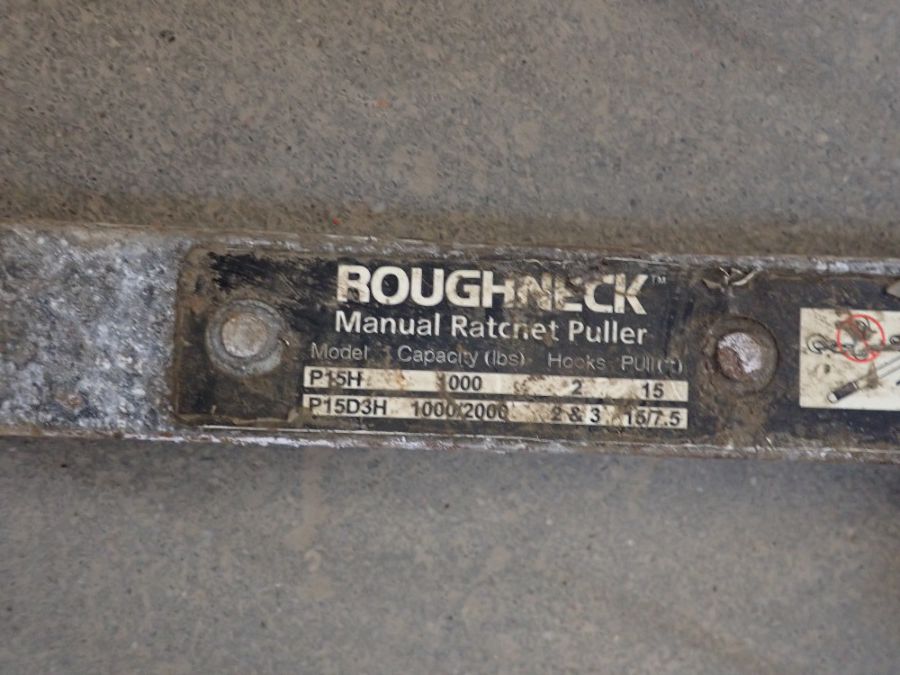 ROUGHNECK™
Manual Ratchet Puller
Model Capacity (lbs) Hooks Pull (ft)
P15H 1000 2 15
P15D3H 1000/2000 2 & 3 15/7.5